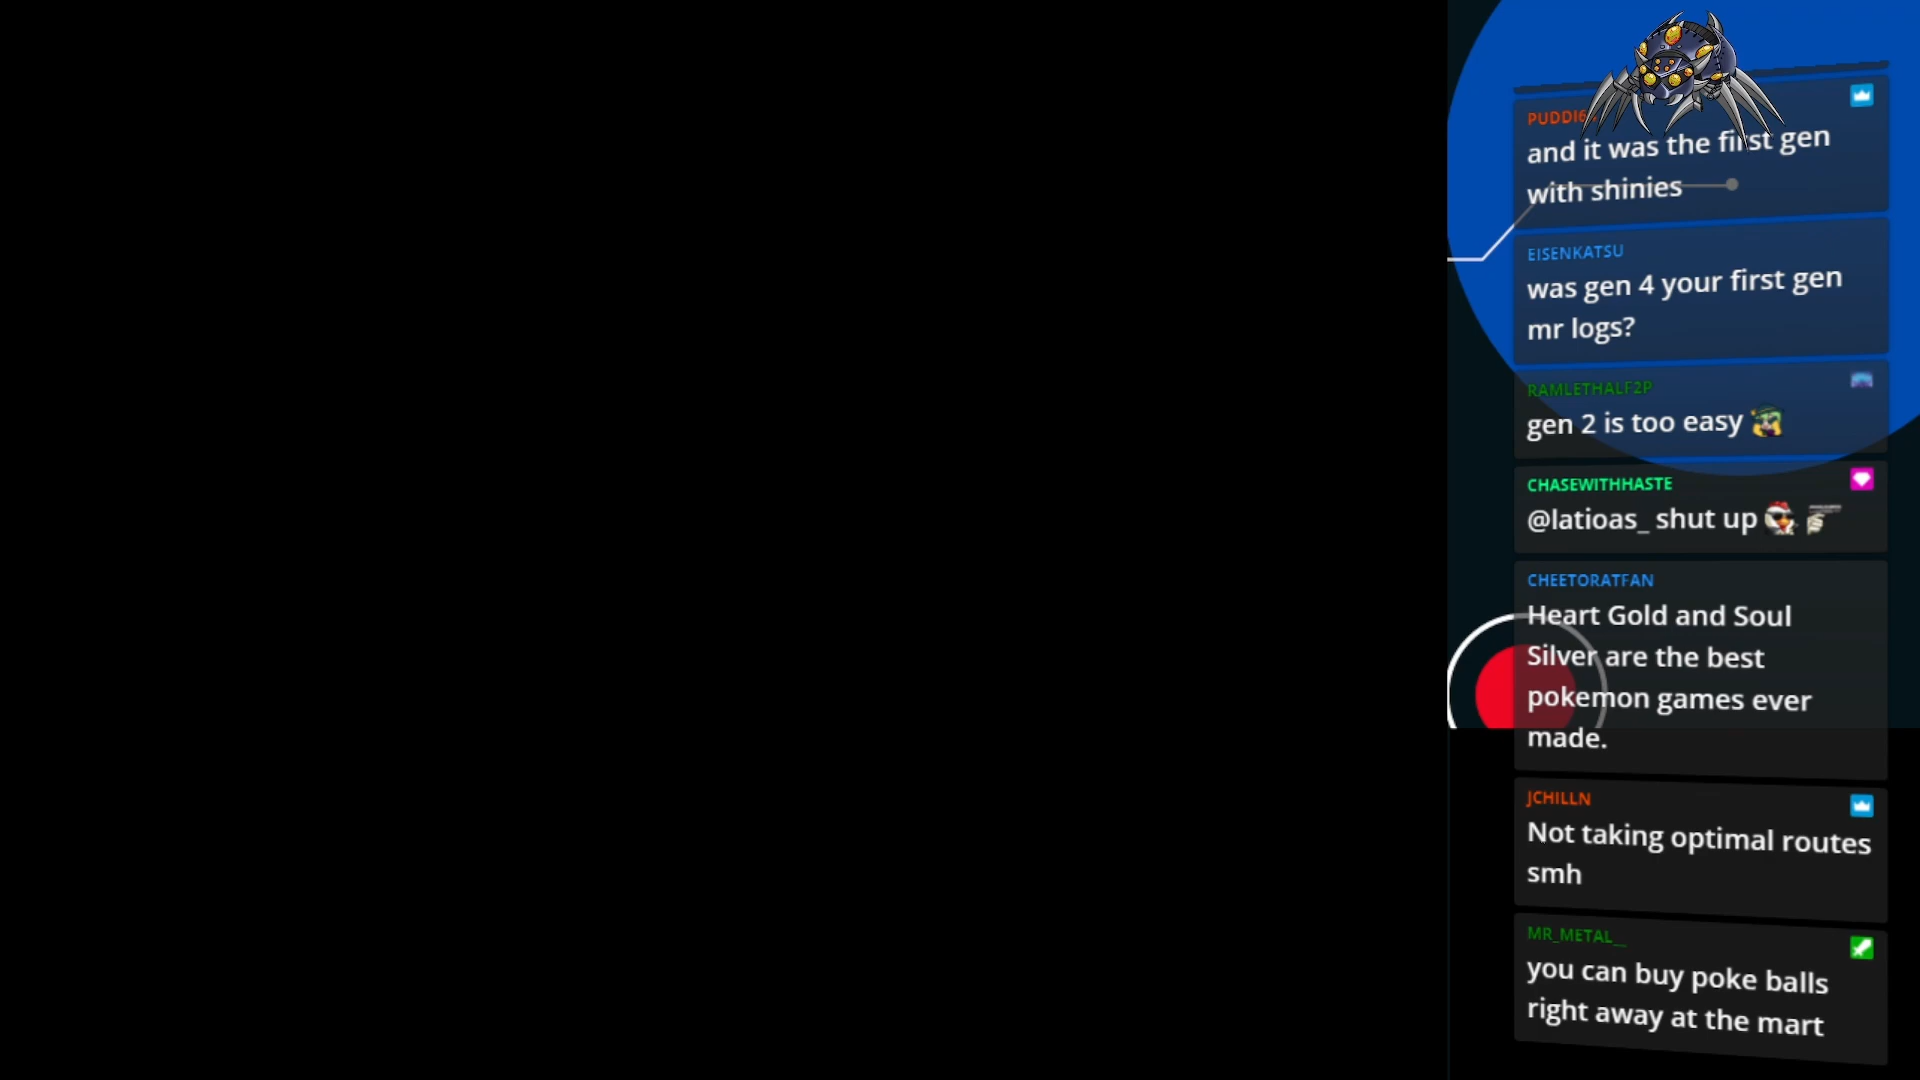 and it was the first gen
with shinies
EISENKATSU
was gen 4 your first gen
mr logs?
RAMLETHALF2P
gen 2 is too easy
CHASEWITHHASTE
@latioas_ shut up
CHEETORATFAN
Heart Gold and Soul
Silver are the best
pokemon games ever
made.
JCHILLN
Not taking optimal routes
smh
MR_METAL__
you can buy poke balls
right away at the mart